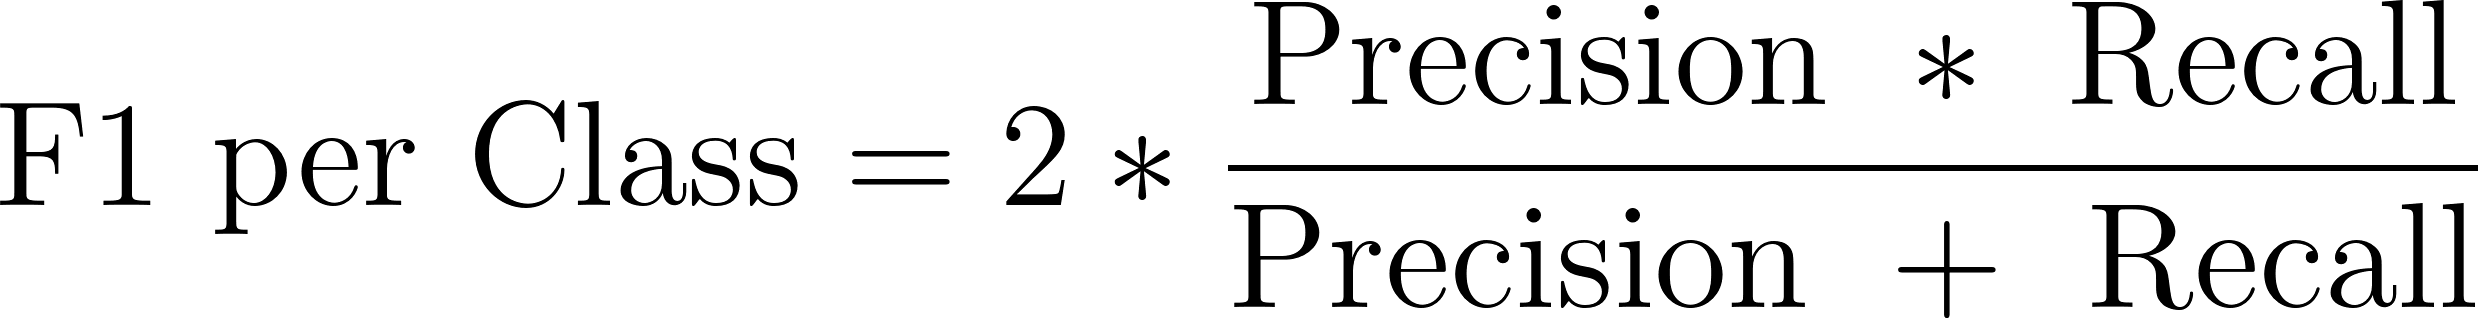 F1 per Class = 2 * Precision * Recall
Precision + Recall